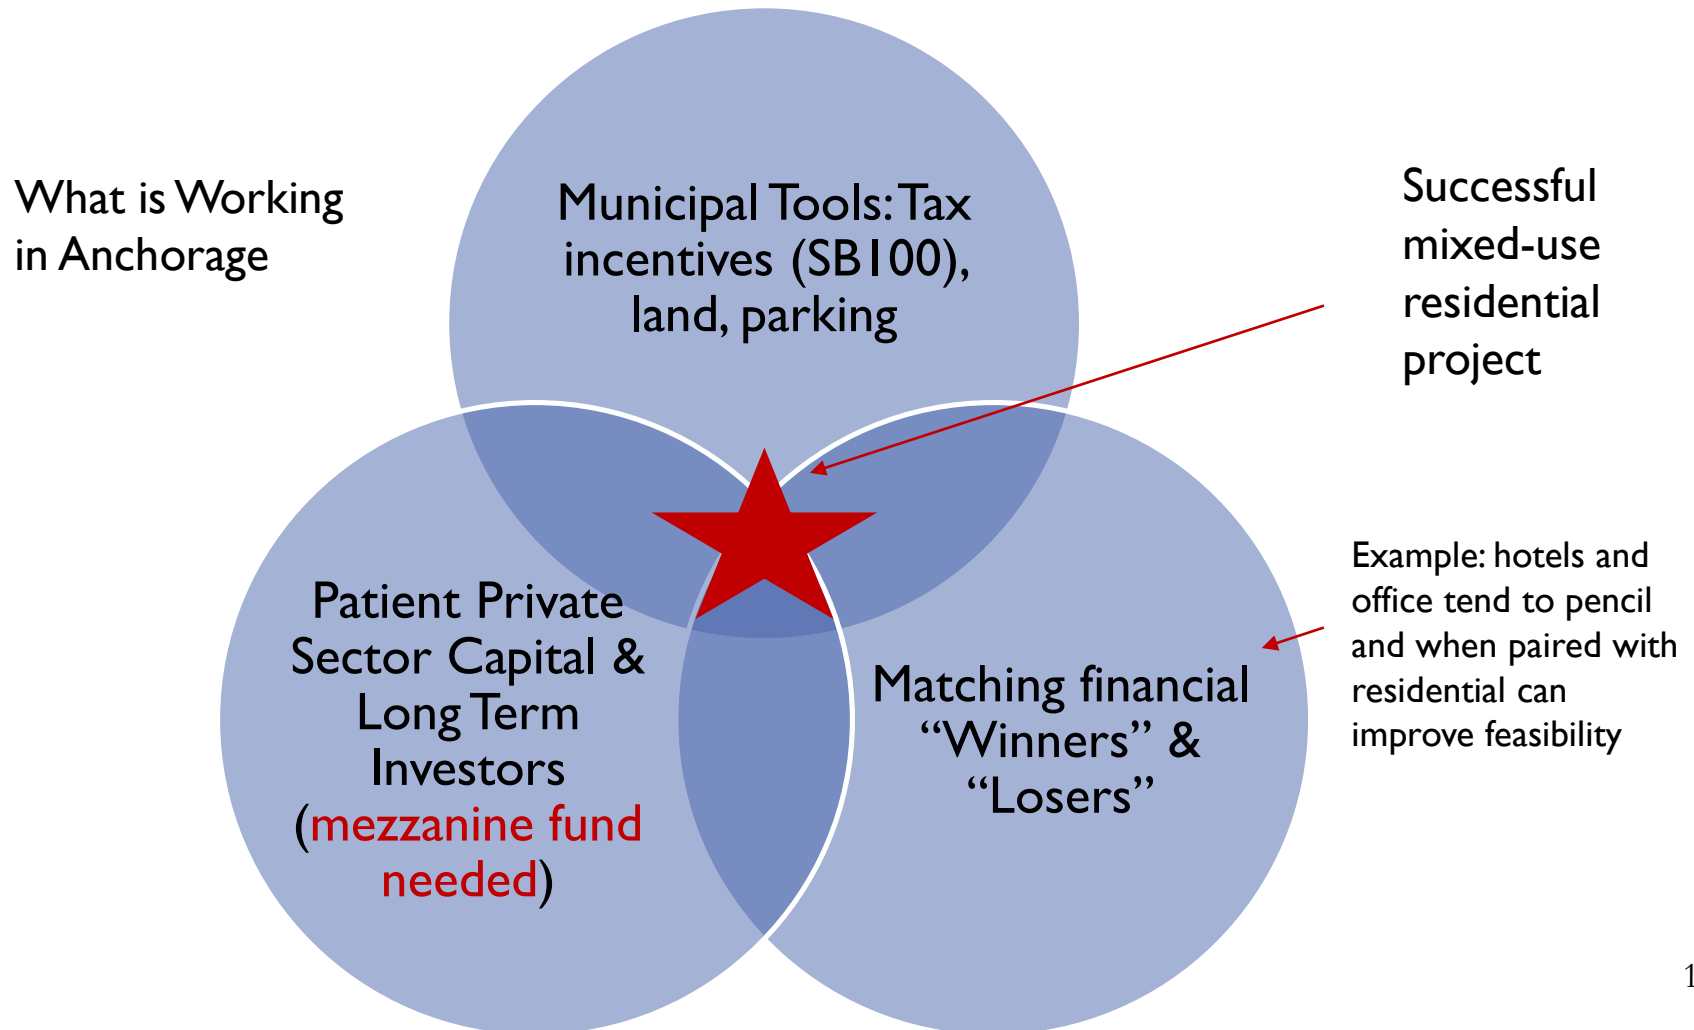 What is Working
in Anchorage
Municipal Tools: Tax
incentives (SB100),
land, parking
Successful
mixed-use
residential
project
Patient Private
Sector Capital &
Long Term
Investors
(mezzanine fund
needed)
Matching financial
“Winners” &
“Losers”
Example: hotels and
office tend to pencil
and when paired with
residential can
improve feasibility
1